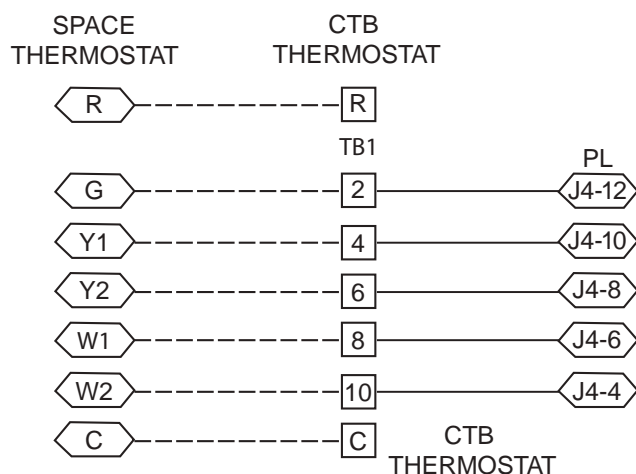 SPACE
THERMOSTAT
CTB
THERMOSTAT
R R
TB1
PL
G 2 J4-12
Y1 4 J4-10
Y2 6 J4-8
W1 8 J4-6
W2 10 J4-4
C C
CTB
THERMOSTAT